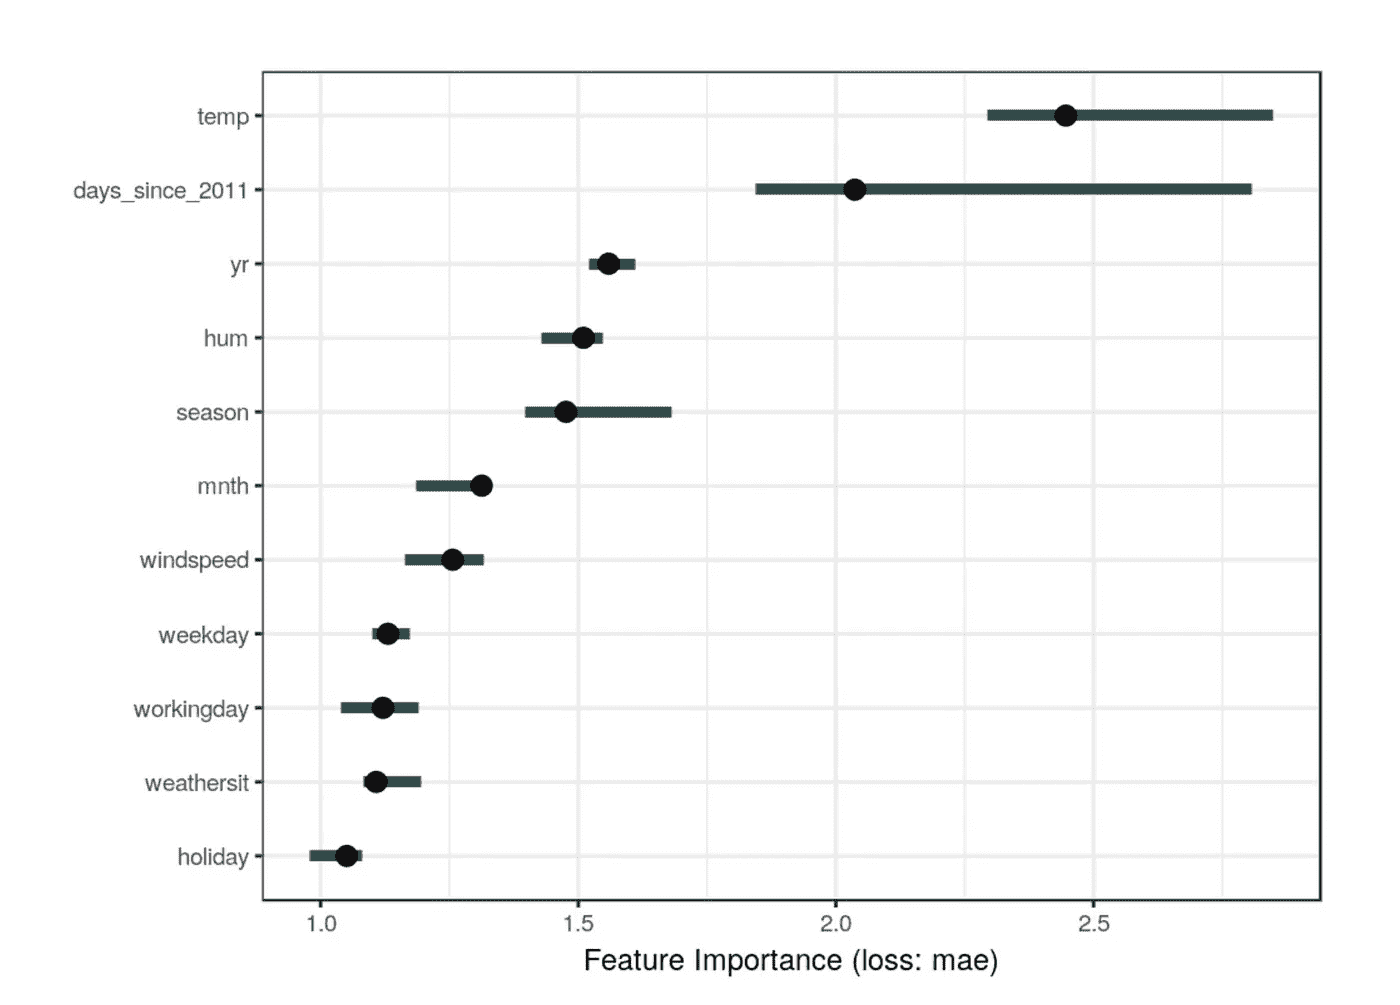 temp
days_since_2011
yr
hum
season
mnth
windspeed
weekday
workingday
weathersit
holiday
1.0 1.5 2.0 2.5
Feature Importance (loss: mae)